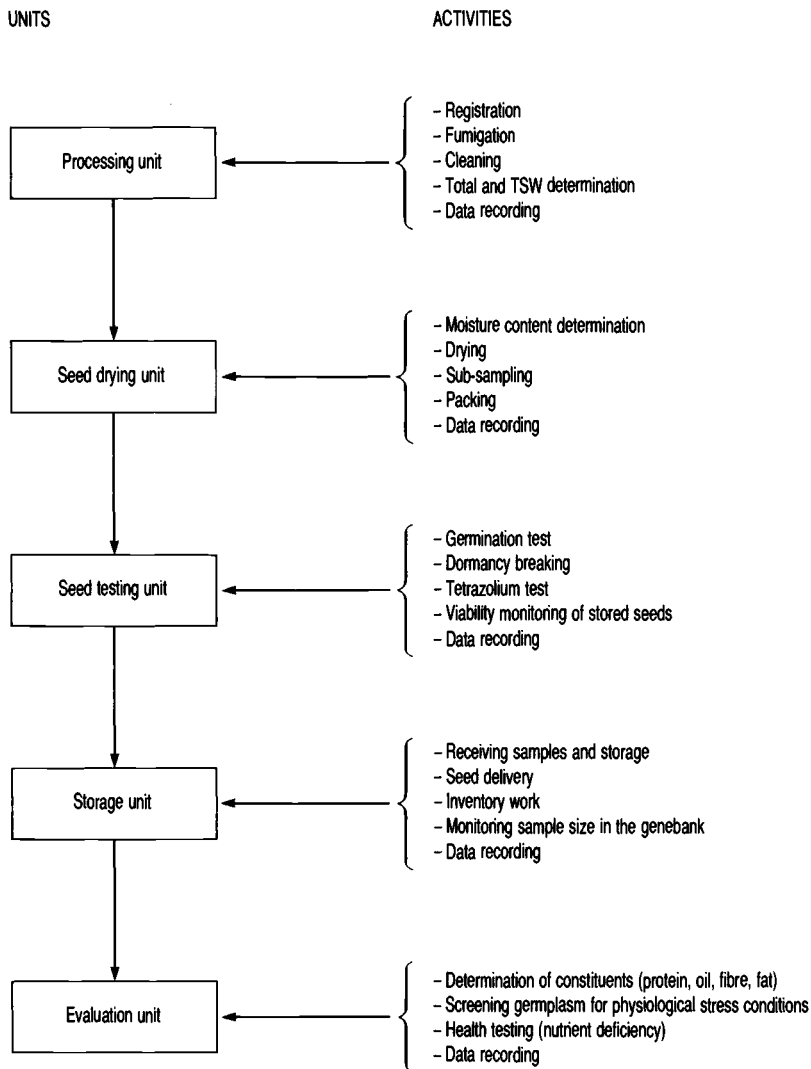 UNITS
ACTIVITIES
Processing unit
– Registration
– Fumigation
– Cleaning
– Total and TSW determination
– Data recording
Seed drying unit
– Moisture content determination
– Drying
– Sub-sampling
– Packing
– Data recording
Seed testing unit
– Germination test
– Dormancy breaking
– Tetrazolium test
– Viability monitoring of stored seeds
– Data recording
Storage unit
– Receiving samples and storage
– Seed delivery
– Inventory work
– Monitoring sample size in the genebank
– Data recording
Evaluation unit
– Determination of constituents (protein, oil, fibre, fat)
– Screening germplasm for physiological stress conditions
– Health testing (nutrient deficiency)
– Data recording